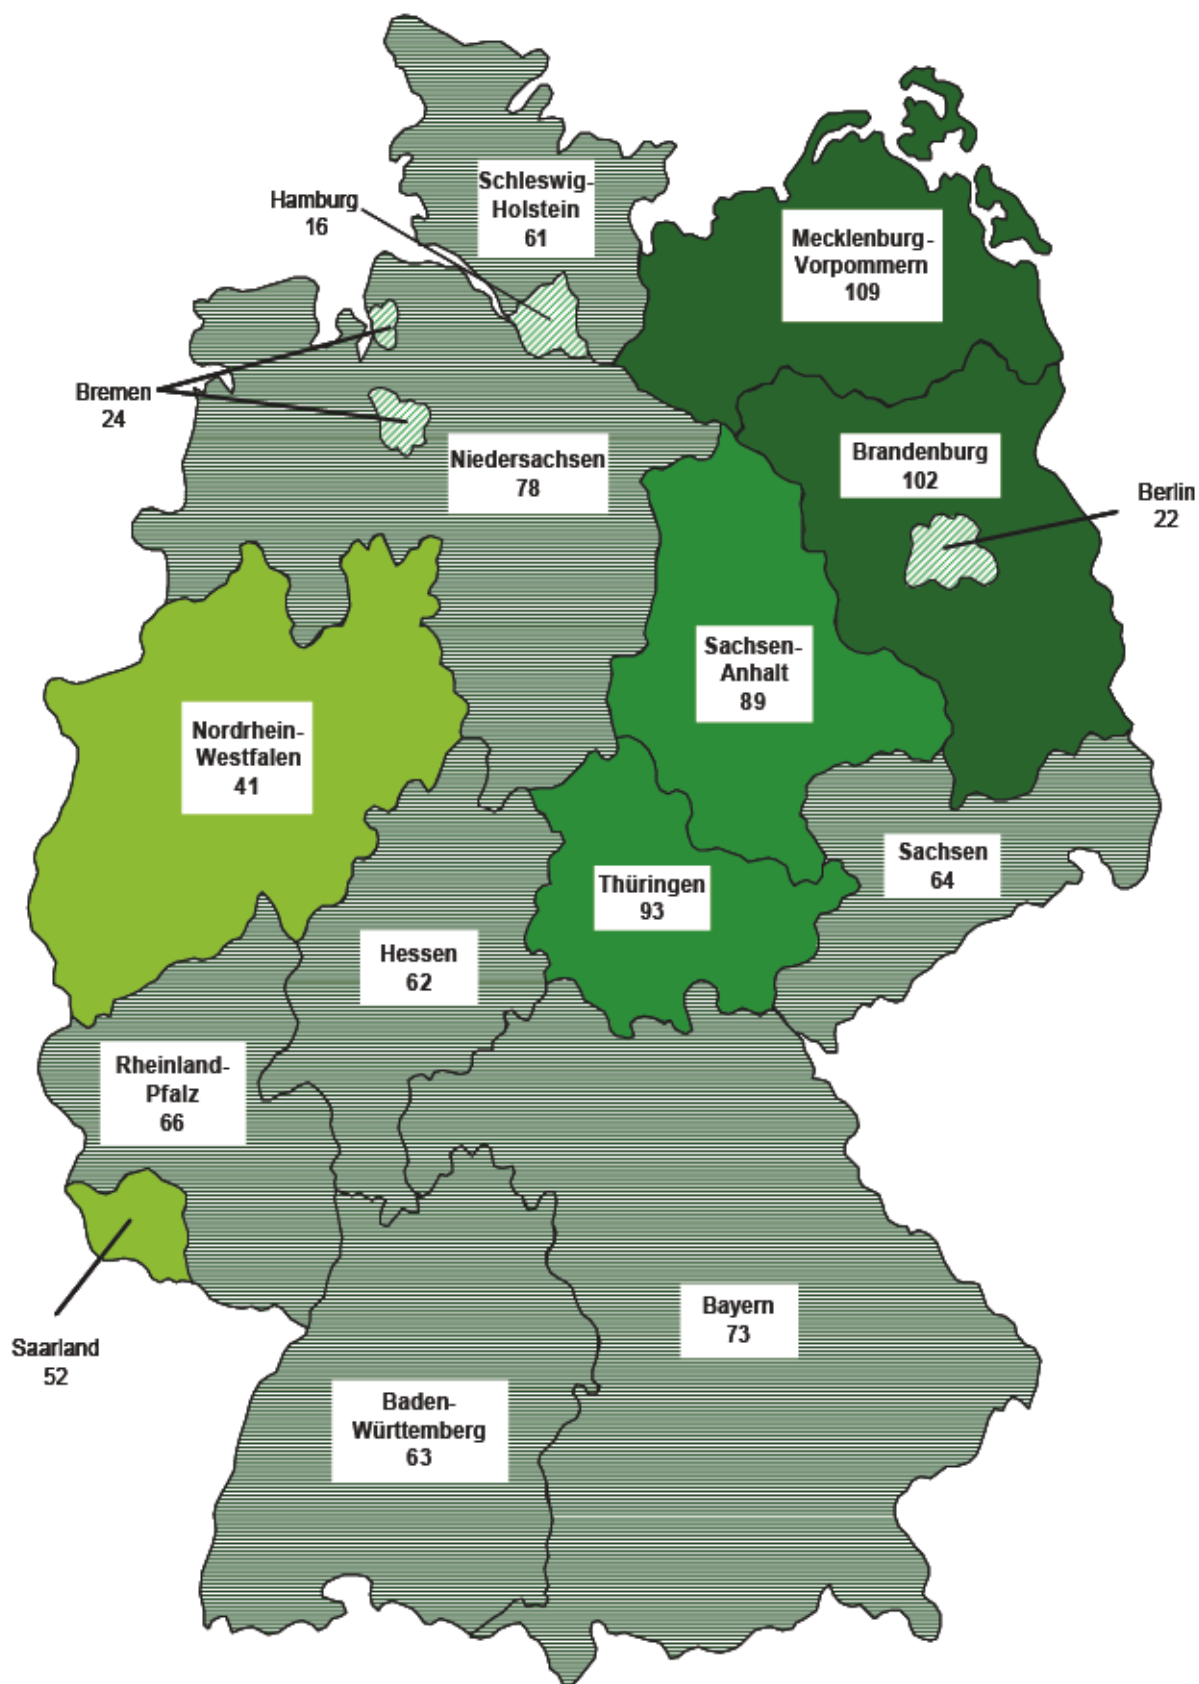 Schleswig-
Holstein
61
Hamburg
16
Mecklenburg-
Vorpommern
109
Bremen
24
Niedersachsen
78
Brandenburg
102
Berlin
22
Sachsen-
Anhalt
89
Nordrhein-
Westfalen
41
Sachsen
64
Thüringen
93
Hessen
62
Rheinland-
Pfalz
66
Saarland
52
Bayern
73
Baden-
Württemberg
63